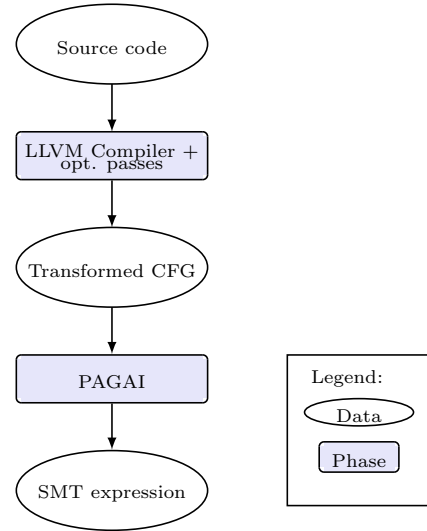 Source code
LLVM Compiler +
opt. passes
Transformed CFG
PAGAI
SMT expression
Legend:
Data
Phase